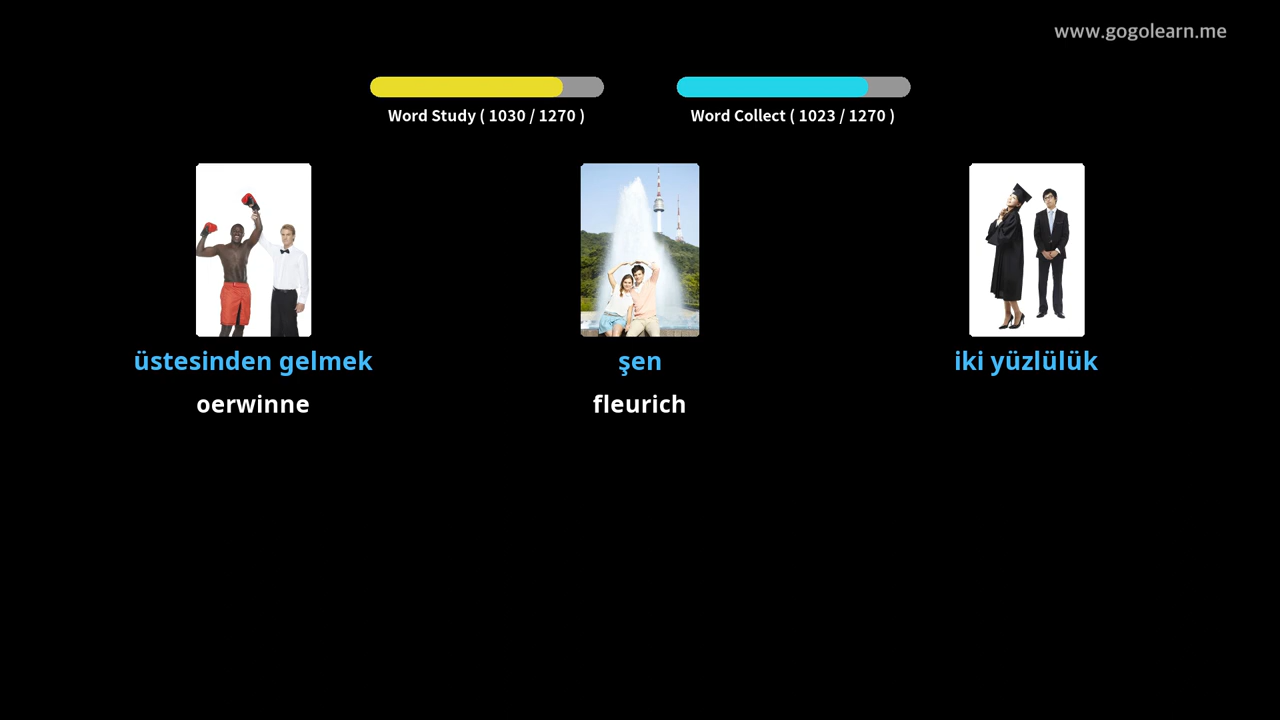 www.gogolearn.me
Word Study ( 1030 / 1270 )
Word Collect ( 1023 / 1270 )
üstesinden gelmek
şen
iki yüzlülük
oerwinne
fleurich